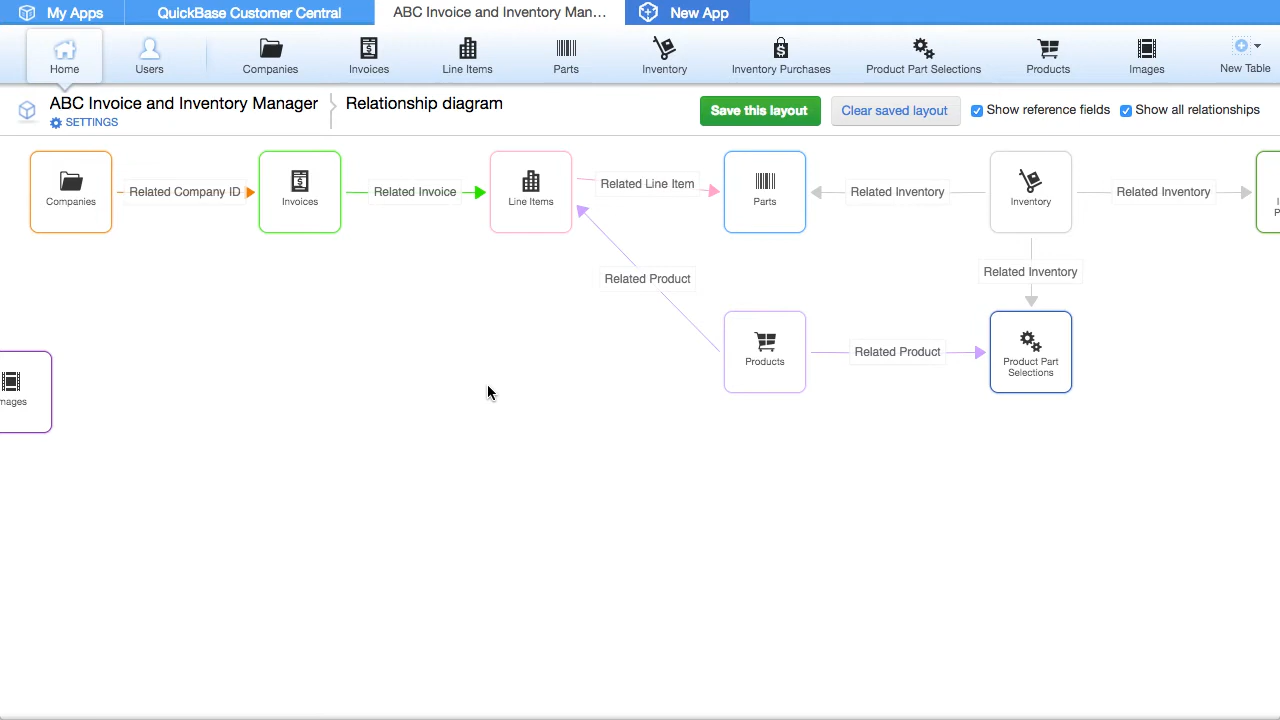 My Apps
QuickBase Customer Central
ABC Invoice and Inventory Man...
New App
Home
Users
Companies
Invoices
Line Items
Parts
Inventory
Inventory Purchases
Product Part Selections
Products
Images
New Table
ABC Invoice and Inventory Manager
Relationship diagram
SETTINGS
Save this layout
Clear saved layout
Show reference fields
Show all relationships
Companies
Related Company ID
Invoices
Related Invoice
Line Items
Related Line Item
Parts
Related Inventory
Inventory
Related Inventory
I
P
Related Product
Related Inventory
Products
Related Product
Product Part
Selections
mages